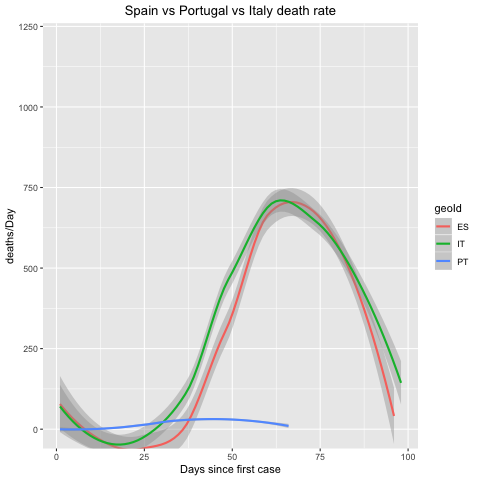 Spain vs Portugal vs Italy death rate
1250
1000
750
500
250
0
deaths/Day
0 25 50 75 100
Days since first case
geoId
ES
IT
PT